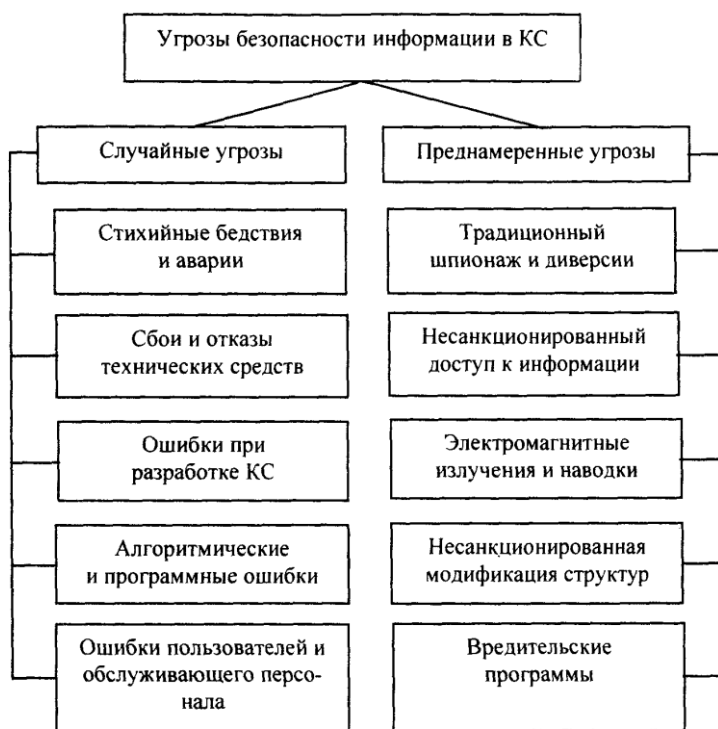 Угрозы безопасности информации в КС
Случайные угрозы
Преднамеренные угрозы
Стихийные бедствия
и аварии
Традиционный
шпионаж и диверсии
Сбои и отказы
технических средств
Несанкционированный
доступ к информации
Ошибки при
разработке КС
Электромагнитные
излучения и наводки
Алгоритмические
и программные ошибки
Несанкционированная
модификация структур
Ошибки пользователей и
обслуживающего персо-
нала
Вредительские
программы